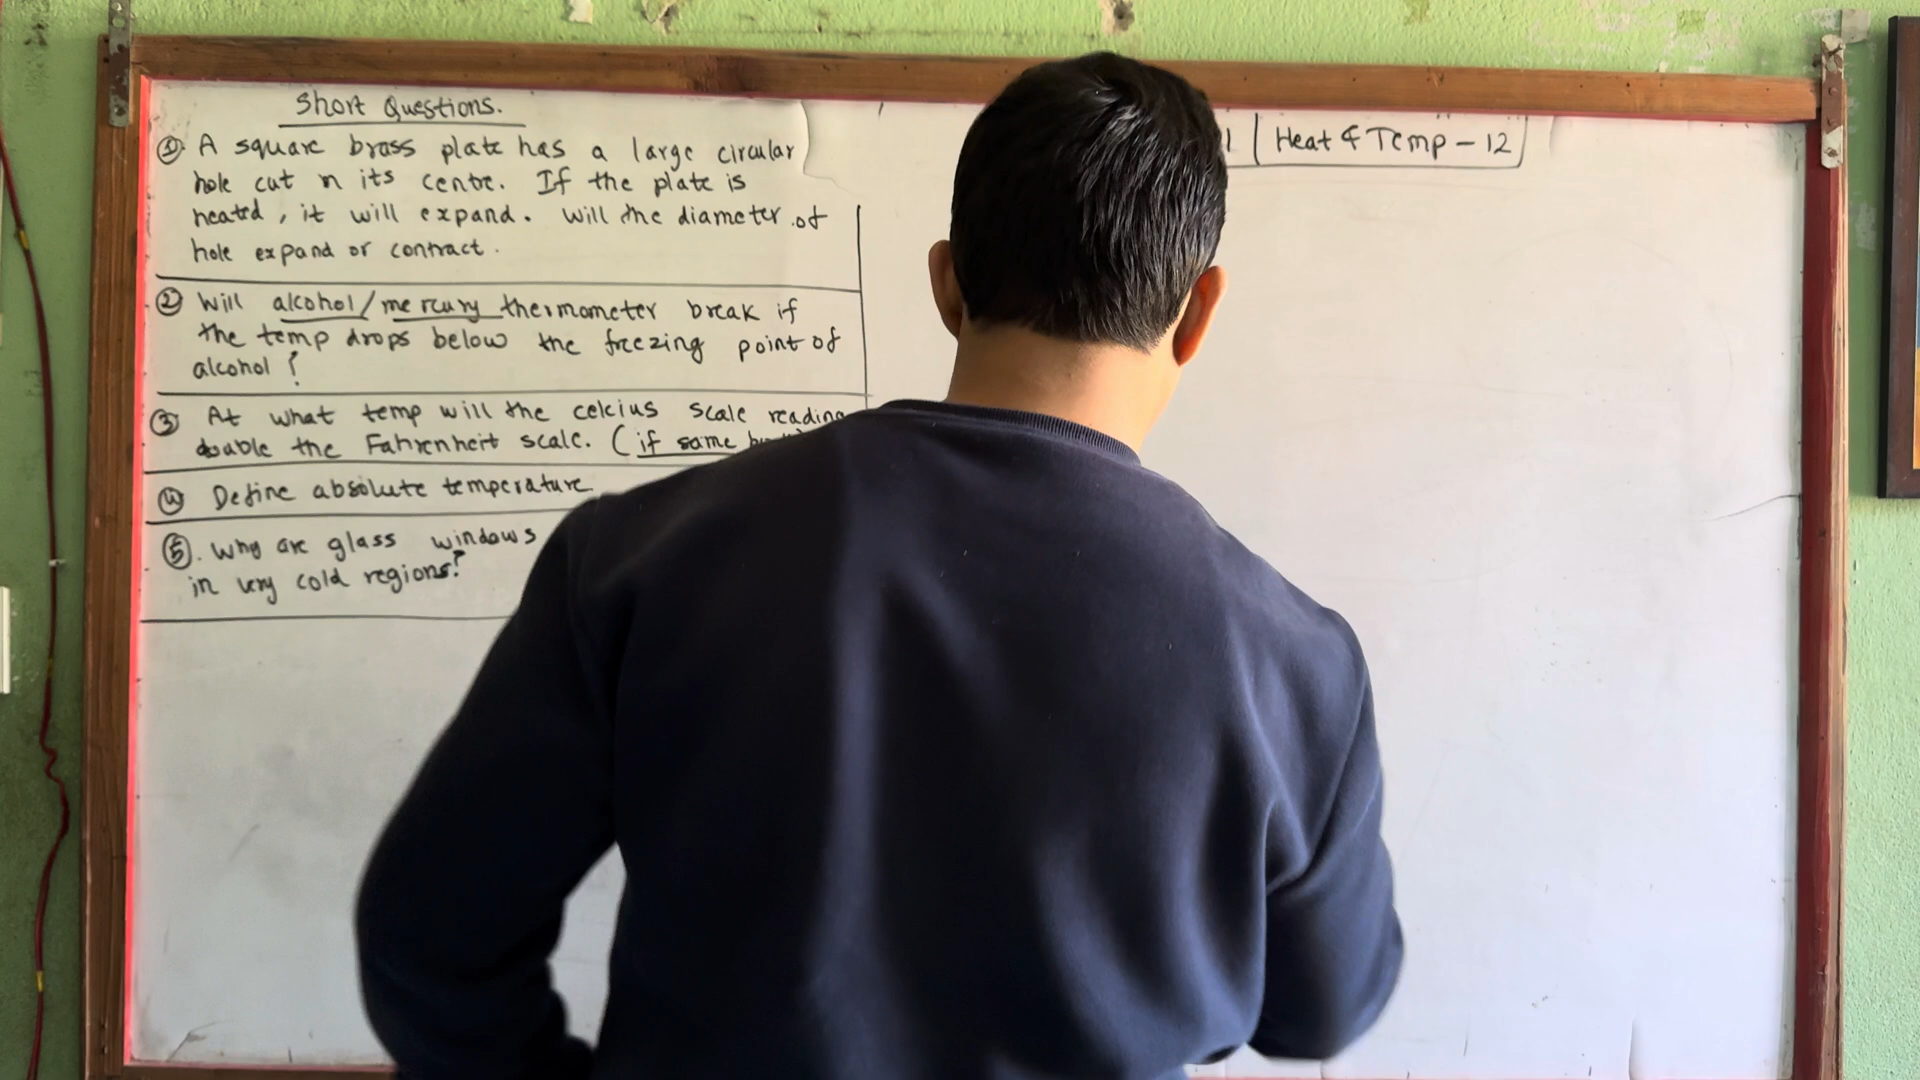 Short Questions.
① A square brass plate has a large circular
hole cut in its centre. If the plate is
heated, it will expand. Will the diameter of
hole expand or contract.
② Will alcohol/mercury thermometer break if
the temp drops below the freezing point of
alcohol?
③ At what temp will the celcius scale reading
double the Fahrenheit scale. (if same
④ Define absolute temperature
⑤. Why are glass windows
in very cold regions?
1 | Heat & Temp - 12